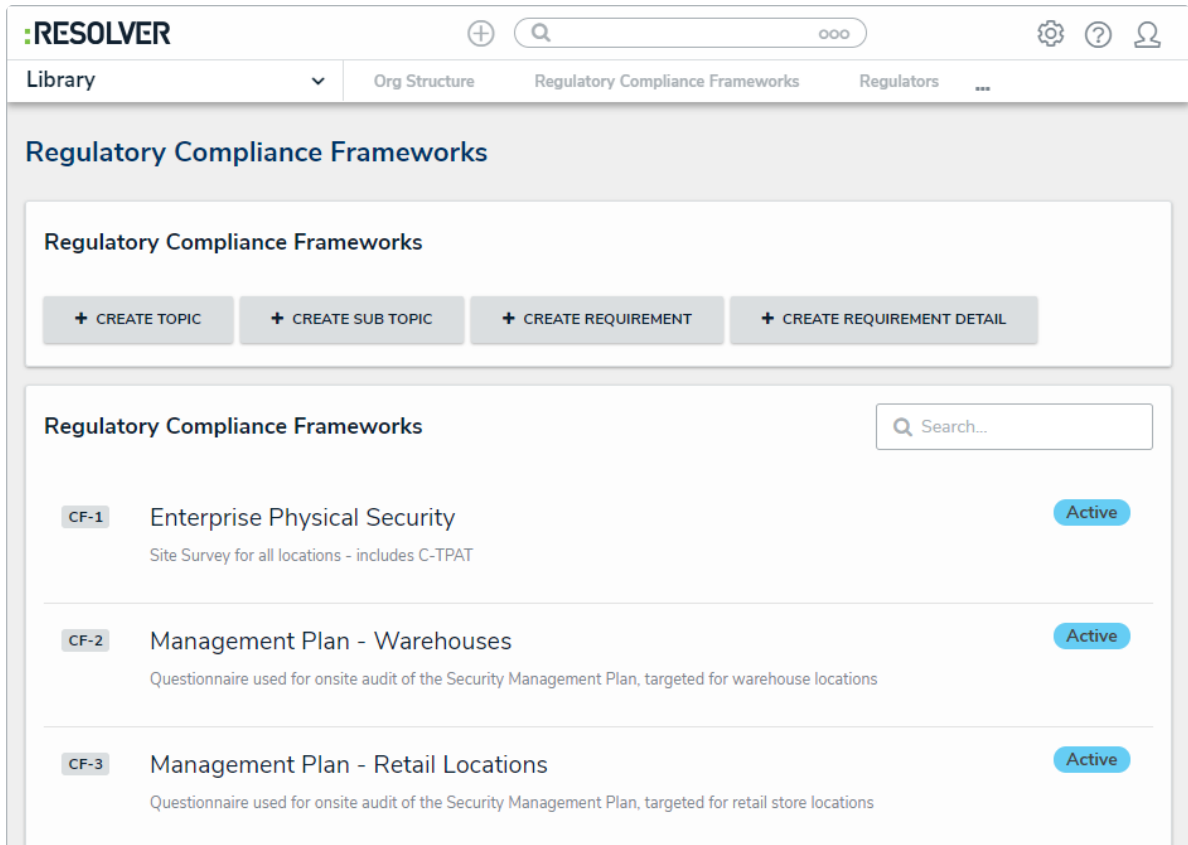 :RESOLVER
ooo
Library
Org Structure
Regulatory Compliance Frameworks
Regulators
...
Regulatory Compliance Frameworks
Regulatory Compliance Frameworks
+ CREATE TOPIC
+ CREATE SUB TOPIC
+ CREATE REQUIREMENT
+ CREATE REQUIREMENT DETAIL
Regulatory Compliance Frameworks
Search...
CF-1
Enterprise Physical Security
Active
Site Survey for all locations - includes C-TPAT
CF-2
Management Plan - Warehouses
Active
Questionnaire used for onsite audit of the Security Management Plan, targeted for warehouse locations
CF-3
Management Plan - Retail Locations
Active
Questionnaire used for onsite audit of the Security Management Plan, targeted for retail store locations